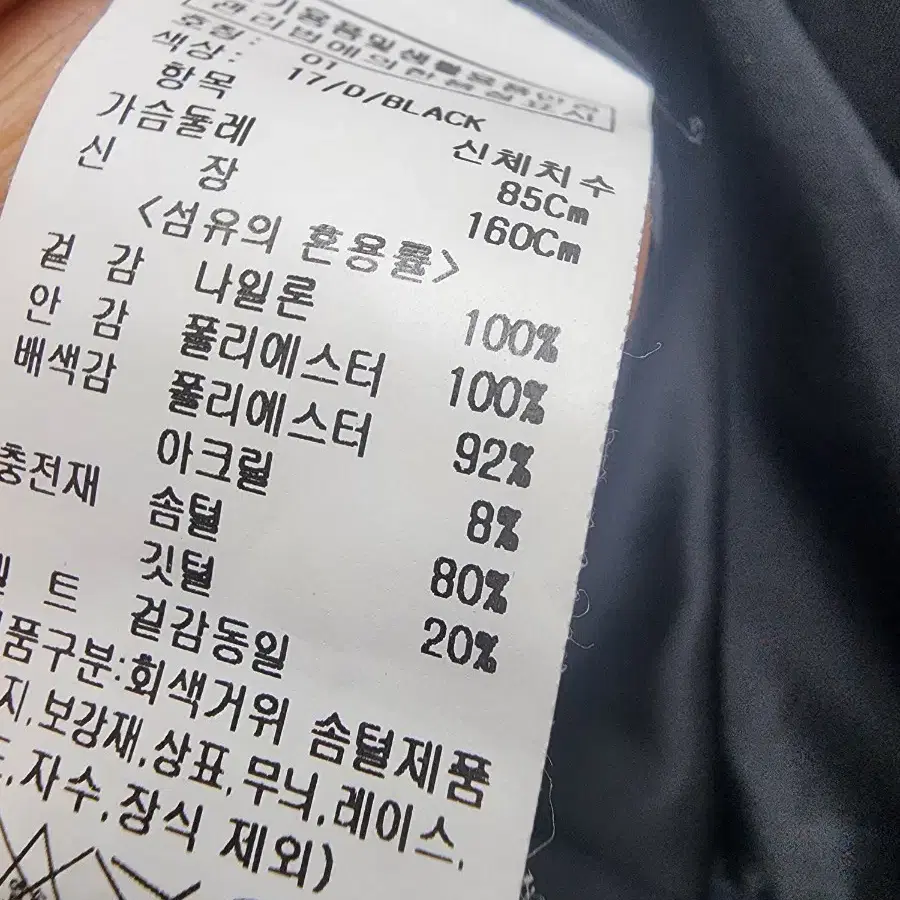 호칭: 01
색상: 17/D/BLACK
항목 신체치수
가슴둘레 85Cm
신 장 160Cm
<섬유의 혼용률>
겉 감 나일론 100%
안 감 폴리에스터 100%
배색감 폴리에스터 92%
아크릴 8%
충전재 솜털 80%
깃털 20%
트 겉감동일
품구분:회색거위 솜털제품
지,보강재,상표,무늬,레이스,
,자수,장식 제외)